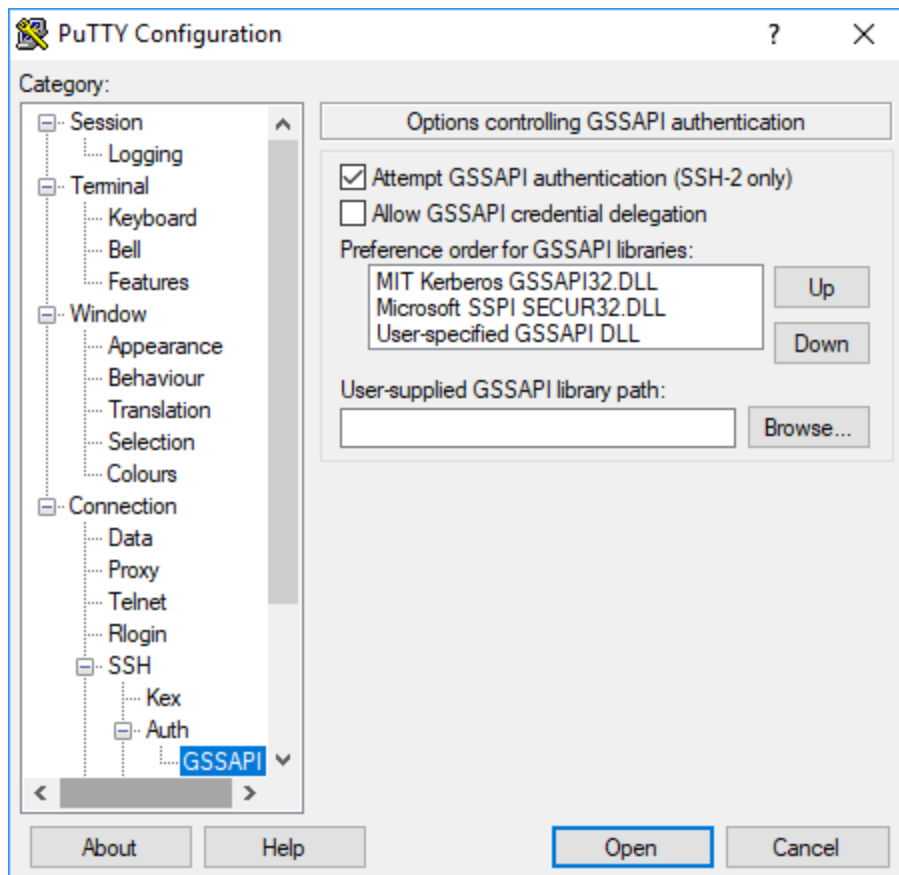 PuTTY Configuration
?
Category:
Session
Logging
Terminal
Keyboard
Bell
Features
Window
Appearance
Behaviour
Translation
Selection
Colours
Connection
Data
Proxy
Telnet
Rlogin
SSH
Kex
Auth
GSSAPI
Options controlling GSSAPI authentication
Attempt GSSAPI authentication (SSH-2 only)
Allow GSSAPI credential delegation
Preference order for GSSAPI libraries:
MIT Kerberos GSSAPI32.DLL
Microsoft SSPI SECUR32.DLL
User-specified GSSAPI DLL
Up
Down
User-supplied GSSAPI library path:
Browse...
About
Help
Open
Cancel